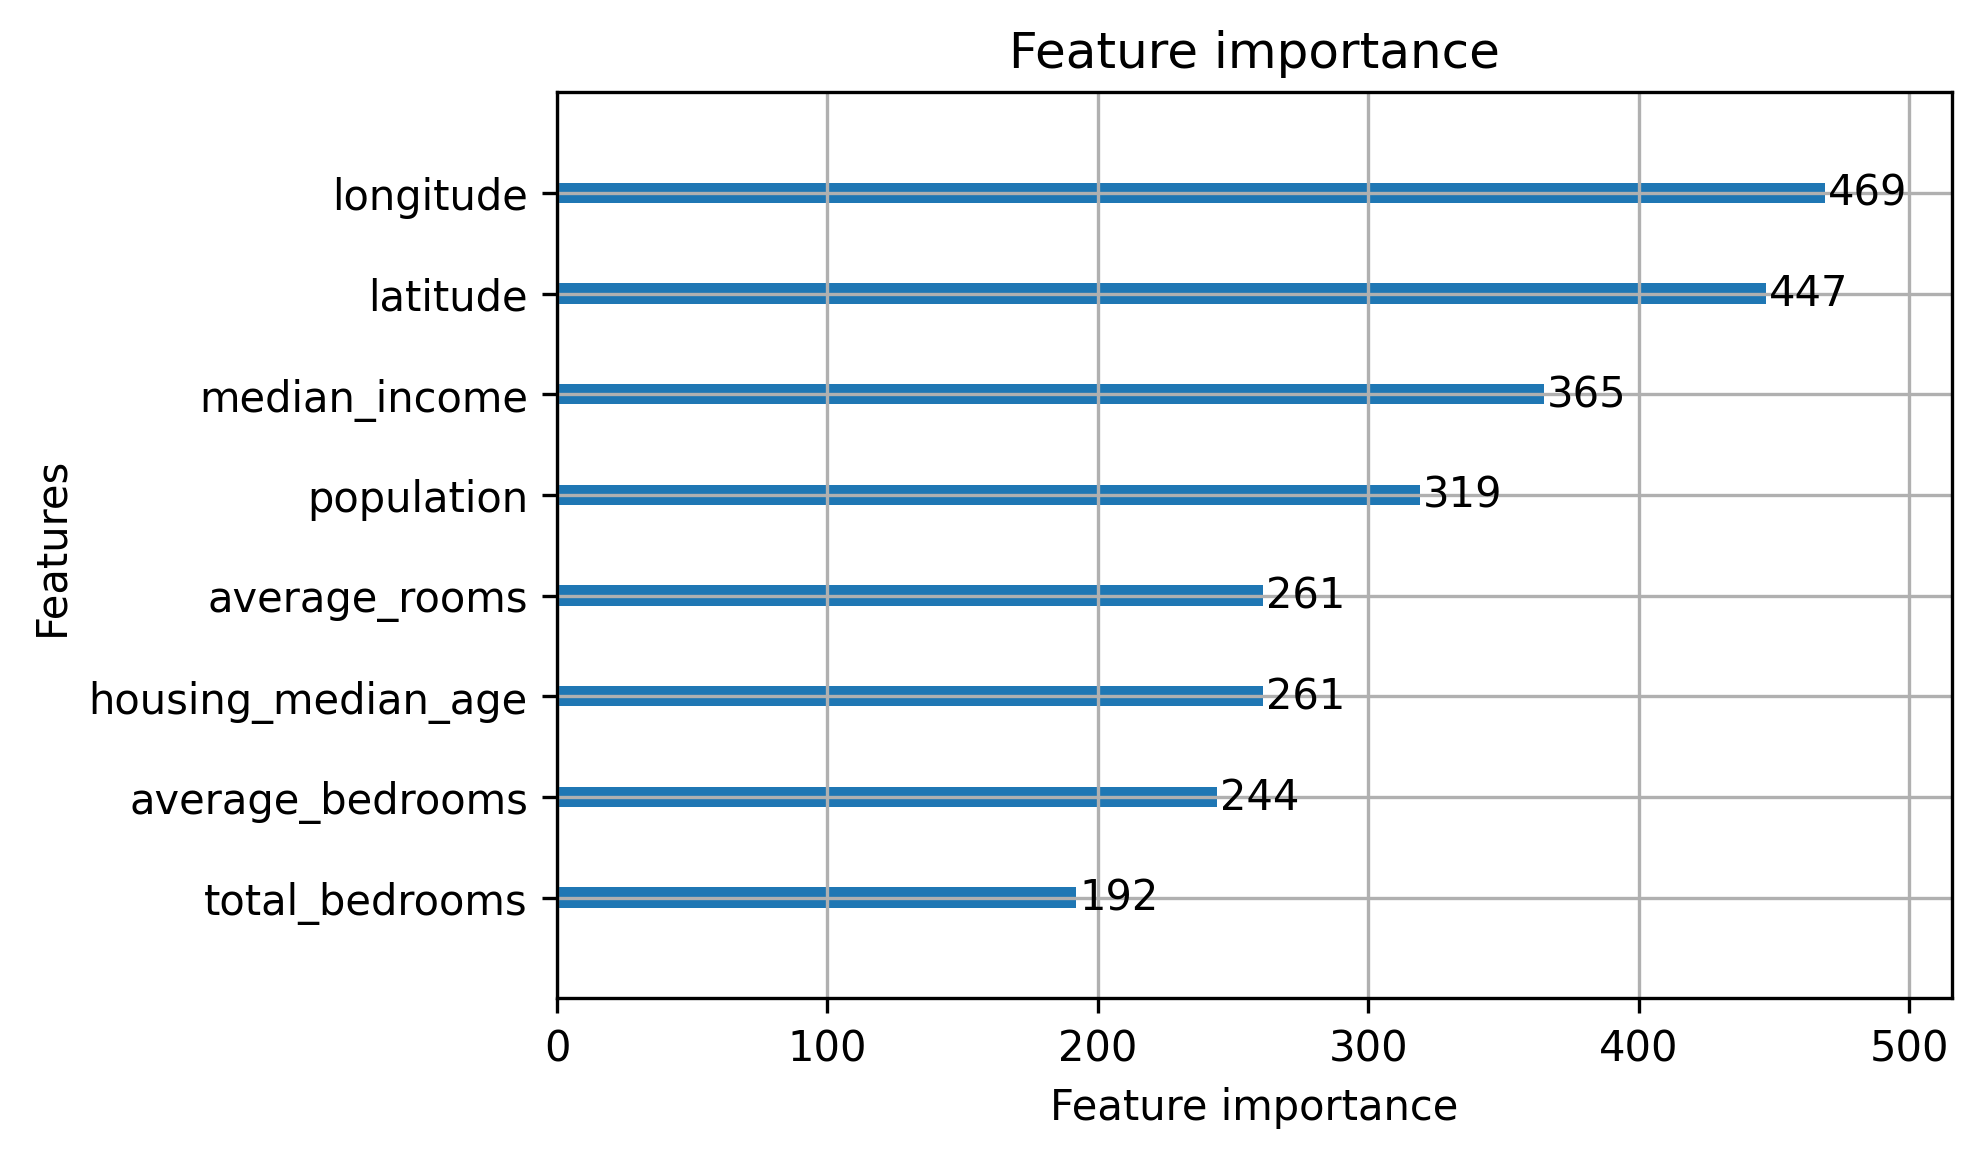 Feature importance
longitude
469
latitude
447
median_income
365
population
319
average_rooms
261
housing_median_age
261
average_bedrooms
244
total_bedrooms
192
Features
0 100 200 300 400 500
Feature importance